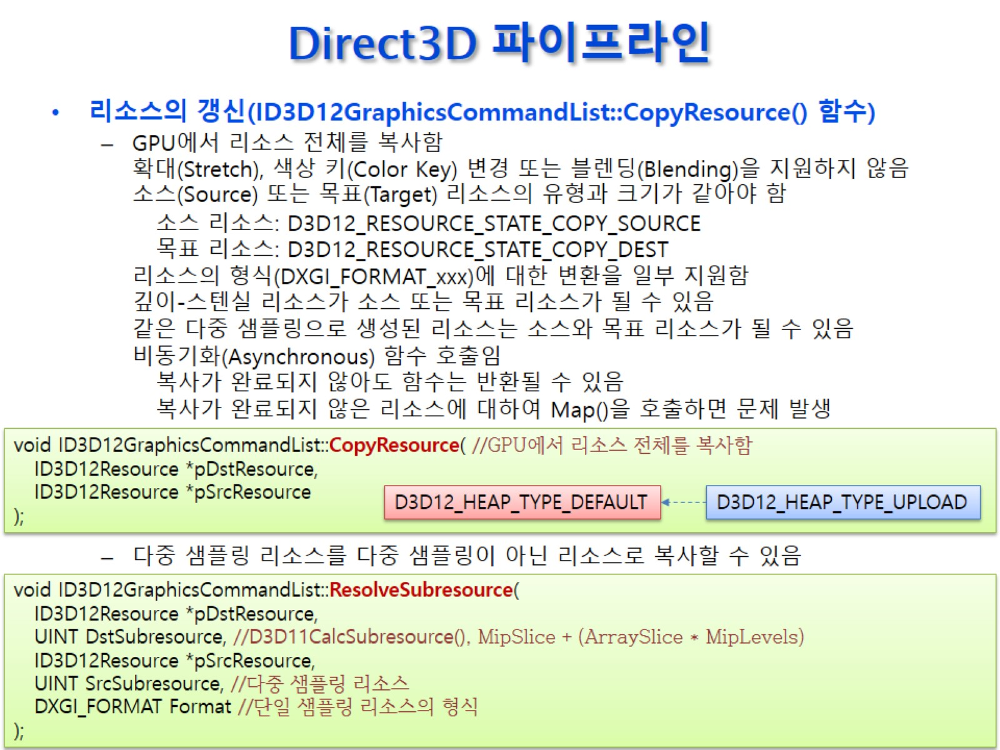 Direct3D 파이프라인
• 리소스의 갱신(ID3D12GraphicsCommandList::CopyResource() 함수)
– GPU에서 리소스 전체를 복사함
확대(Stretch), 색상 키(Color Key) 변경 또는 블렌딩(Blending)을 지원하지 않음
소스(Source) 또는 목표(Target) 리소스의 유형과 크기가 같아야 함
소스 리소스: D3D12_RESOURCE_STATE_COPY_SOURCE
목표 리소스: D3D12_RESOURCE_STATE_COPY_DEST
리소스의 형식(DXGI_FORMAT_xxx)에 대한 변환을 일부 지원함
깊이-스텐실 리소스가 소스 또는 목표 리소스가 될 수 있음
같은 다중 샘플링으로 생성된 리소스는 소스와 목표 리소스가 될 수 있음
비동기화(Asynchronous) 함수 호출임
복사가 완료되지 않아도 함수는 반환될 수 있음
복사가 완료되지 않은 리소스에 대하여 Map()을 호출하면 문제 발생
void ID3D12GraphicsCommandList::CopyResource( //GPU에서 리소스 전체를 복사함
ID3D12Resource *pDstResource,
ID3D12Resource *pSrcResource
D3D12_HEAP_TYPE_DEFAULT D3D12_HEAP_TYPE_UPLOAD
);
– 다중 샘플링 리소스를 다중 샘플링이 아닌 리소스로 복사할 수 있음
void ID3D12GraphicsCommandList::ResolveSubresource(
ID3D12Resource *pDstResource,
UINT DstSubresource, //D3D11CalcSubresource(), MipSlice + (ArraySlice * MipLevels)
ID3D12Resource *pSrcResource,
UINT SrcSubresource, //다중 샘플링 리소스
DXGI_FORMAT Format //단일 샘플링 리소스의 형식
);